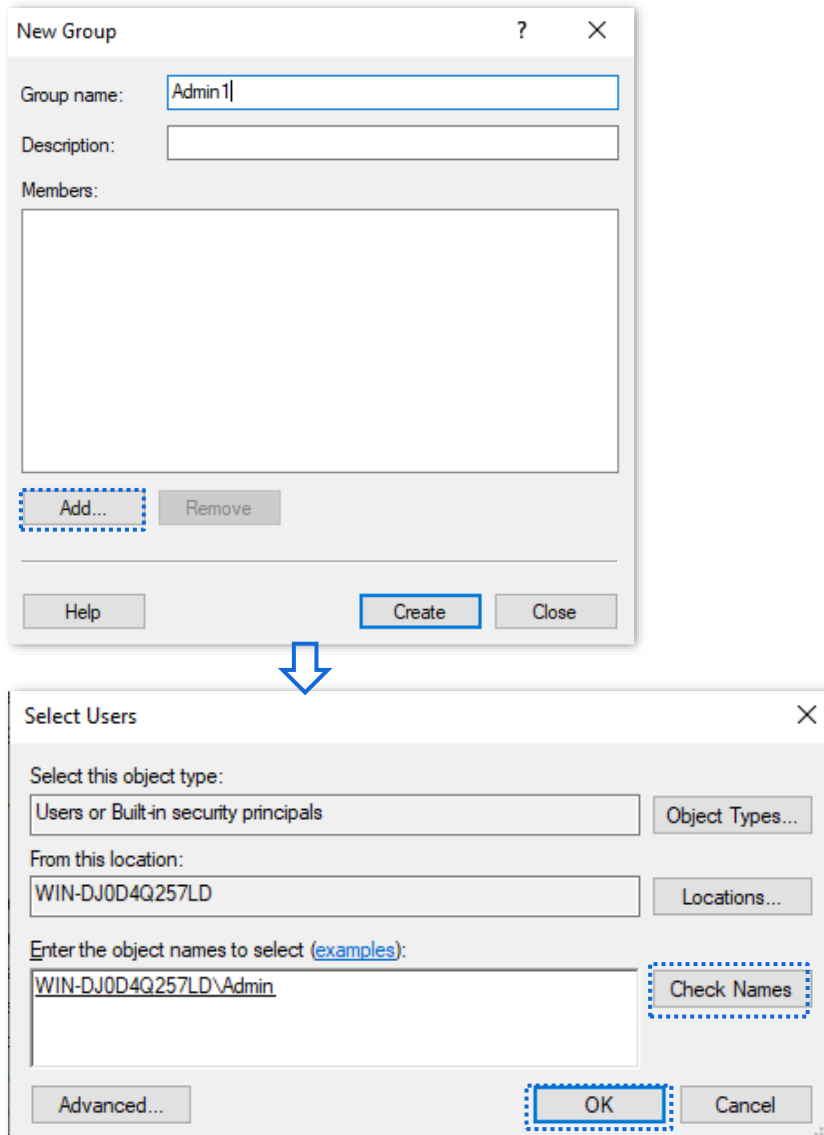 New Group ?
Group name: Admin1
Description:
Members:
Add... Remove
Help Create Close
Select Users
Select this object type:
Users or Built-in security principals Object Types...
From this location:
WIN-DJ0D4Q257LD Locations...
Enter the object names to select (examples):
WIN-DJ0D4Q257LD\Admin Check Names
Advanced... OK Cancel